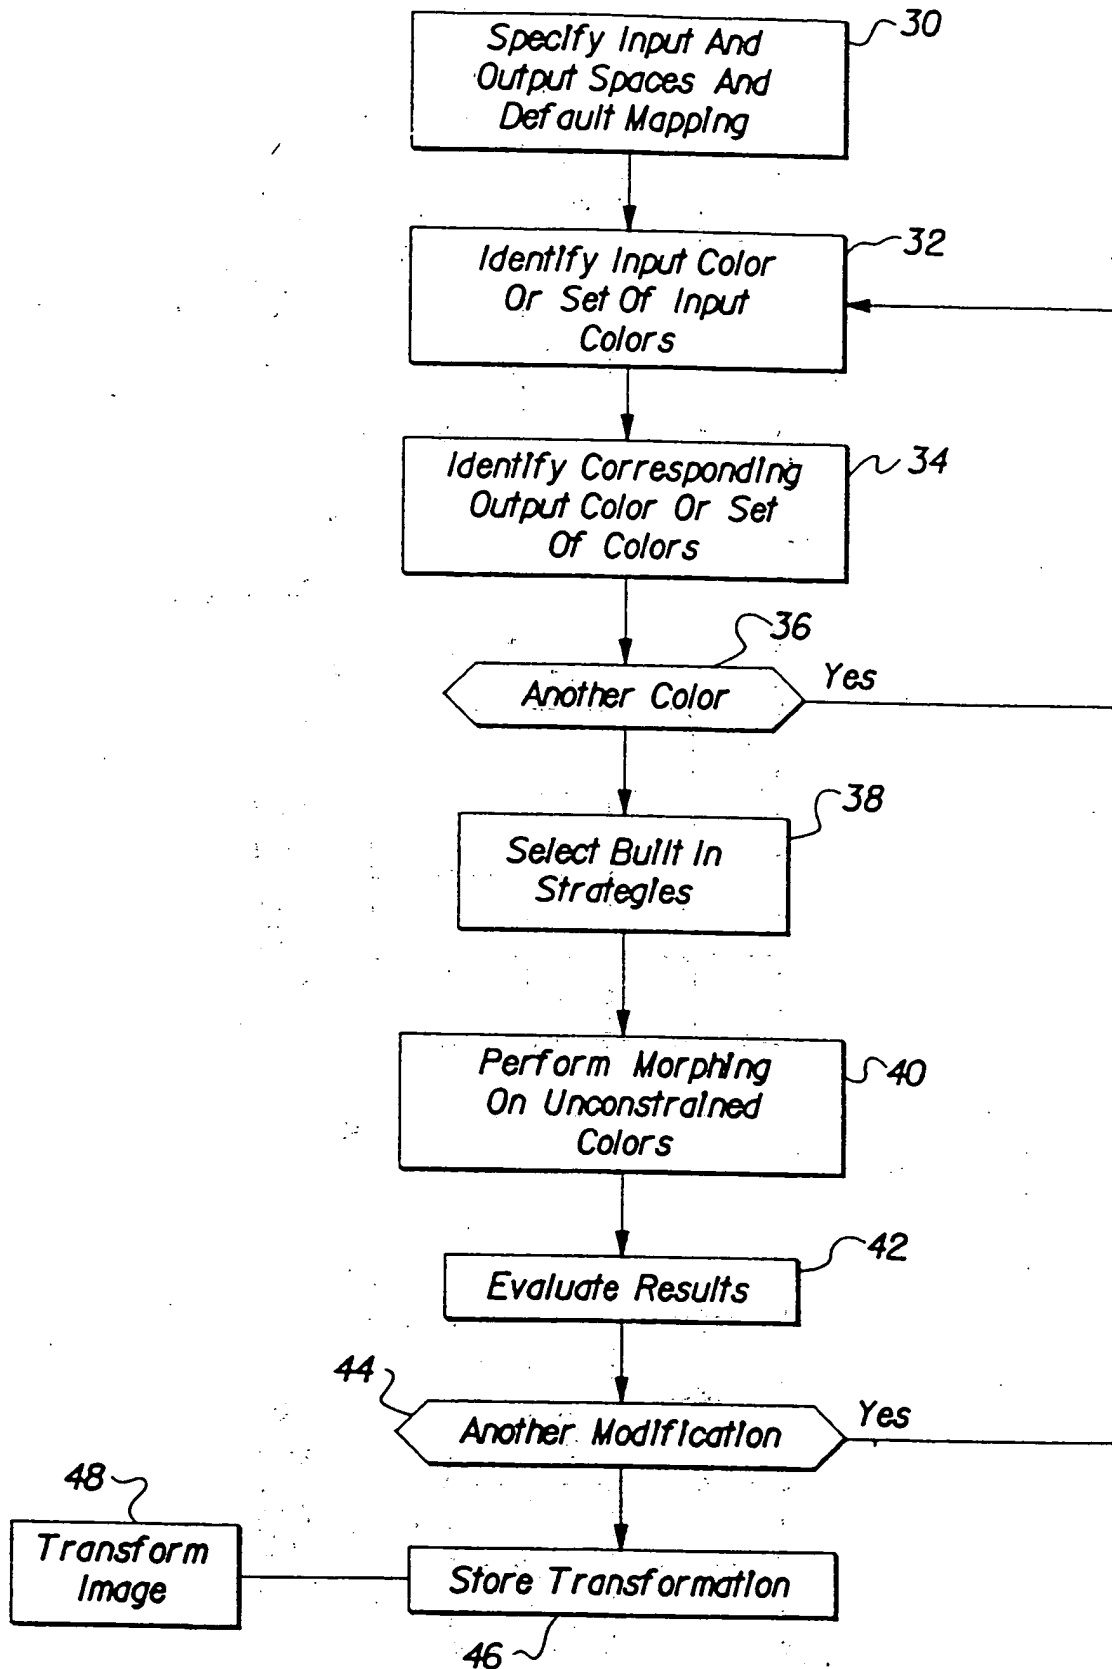 30
Specify Input And
Output Spaces And
Default Mapping
32
Identify Input Color
Or Set Of Input
Colors
34
Identify Corresponding
Output Color Or Set
Of Colors
36
Another Color
Yes
38
Select Built In
Strategies
40
Perform Morphing
On Unconstrained
Colors
42
Evaluate Results
44
Another Modification
Yes
48
Transform
Image
Store Transformation
46